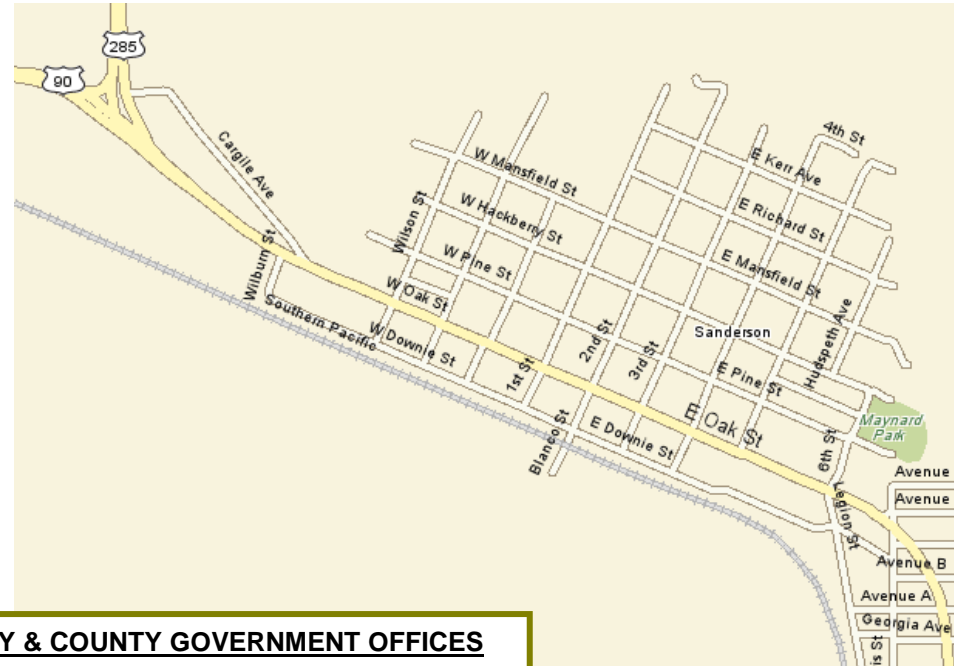 285
90
4th St
Cargile Ave
E Kerr Ave
W Mansfield St
E Richard St
W Hackberry St
Wilson St
E Mansfield St
W Pine St
Wilburn St
W Oak St
Southern Pacific
W Downie St
Sanderson
Hudspeth Ave
2nd St
3rd St
1st St
E Pine St
E Oak St
Maynard
Park
E Downie St
Blanco St
6th St
Avenue
Legion St
Avenue
Avenue B
Avenue A
Georgia Ave
Y & COUNTY GOVERNMENT OFFICES
is St